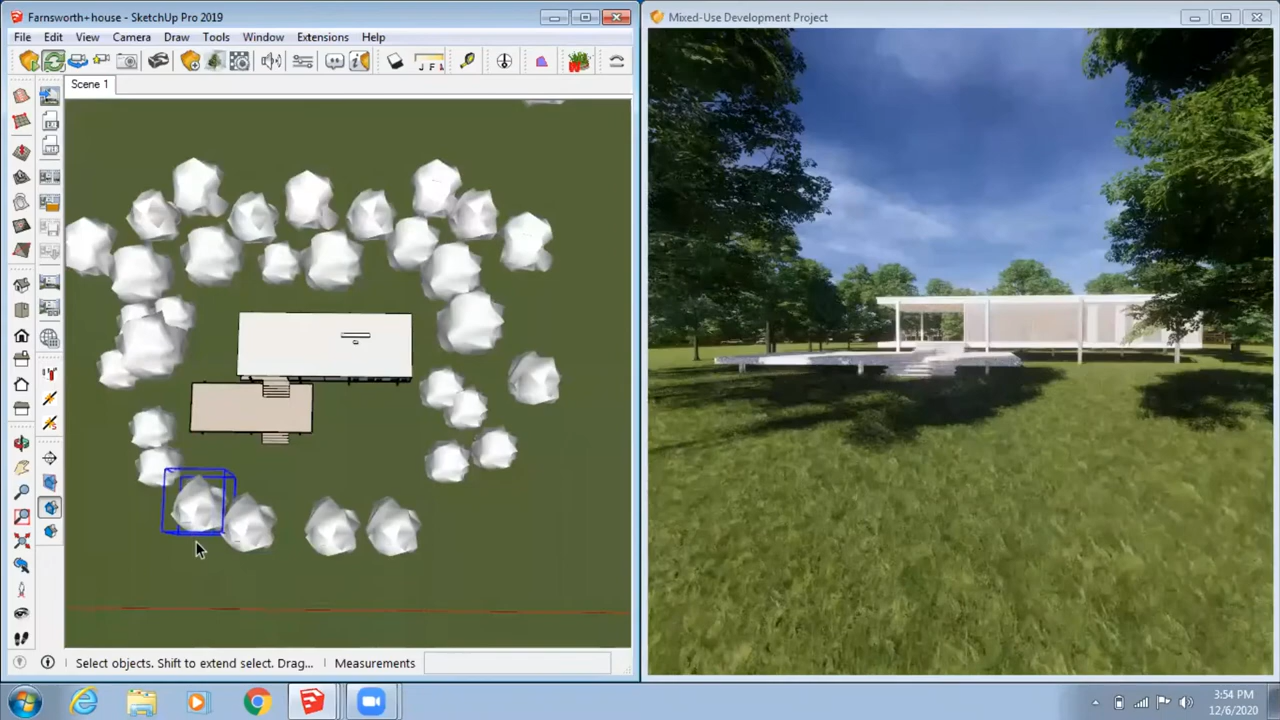 Farnsworth+house - SketchUp Pro 2019
File Edit View Camera Draw Tools Window Extensions Help
Scene 1
Select objects. Shift to extend select. Drag... Measurements
Mixed-Use Development Project
3:54 PM
12/6/2020